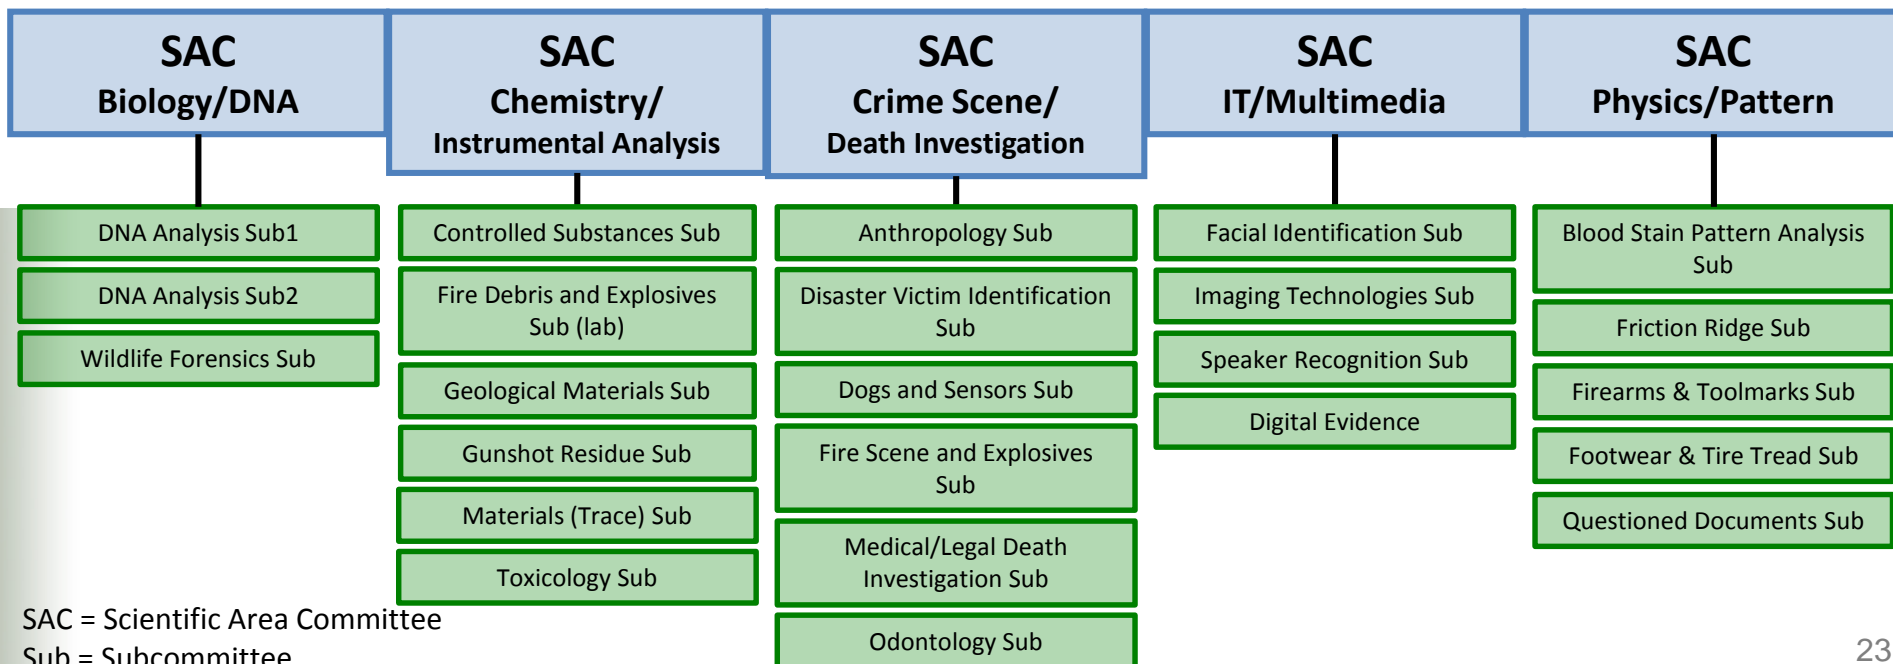 SAC
Biology/DNA
DNA Analysis Sub1
DNA Analysis Sub2
Wildlife Forensics Sub
SAC
Chemistry/
Instrumental Analysis
Controlled Substances Sub
Fire Debris and Explosives
Sub (lab)
Geological Materials Sub
Gunshot Residue Sub
Materials (Trace) Sub
Toxicology Sub
SAC
Crime Scene/
Death Investigation
Anthropology Sub
Disaster Victim Identification
Sub
Dogs and Sensors Sub
Fire Scene and Explosives
Sub
Medical/Legal Death
Investigation Sub
Odontology Sub
SAC
IT/Multimedia
Facial Identification Sub
Imaging Technologies Sub
Speaker Recognition Sub
Digital Evidence
SAC
Physics/Pattern
Blood Stain Pattern Analysis
Sub
Friction Ridge Sub
Firearms & Toolmarks Sub
Footwear & Tire Tread Sub
Questioned Documents Sub
SAC = Scientific Area Committee
Sub = Subcommittee
23